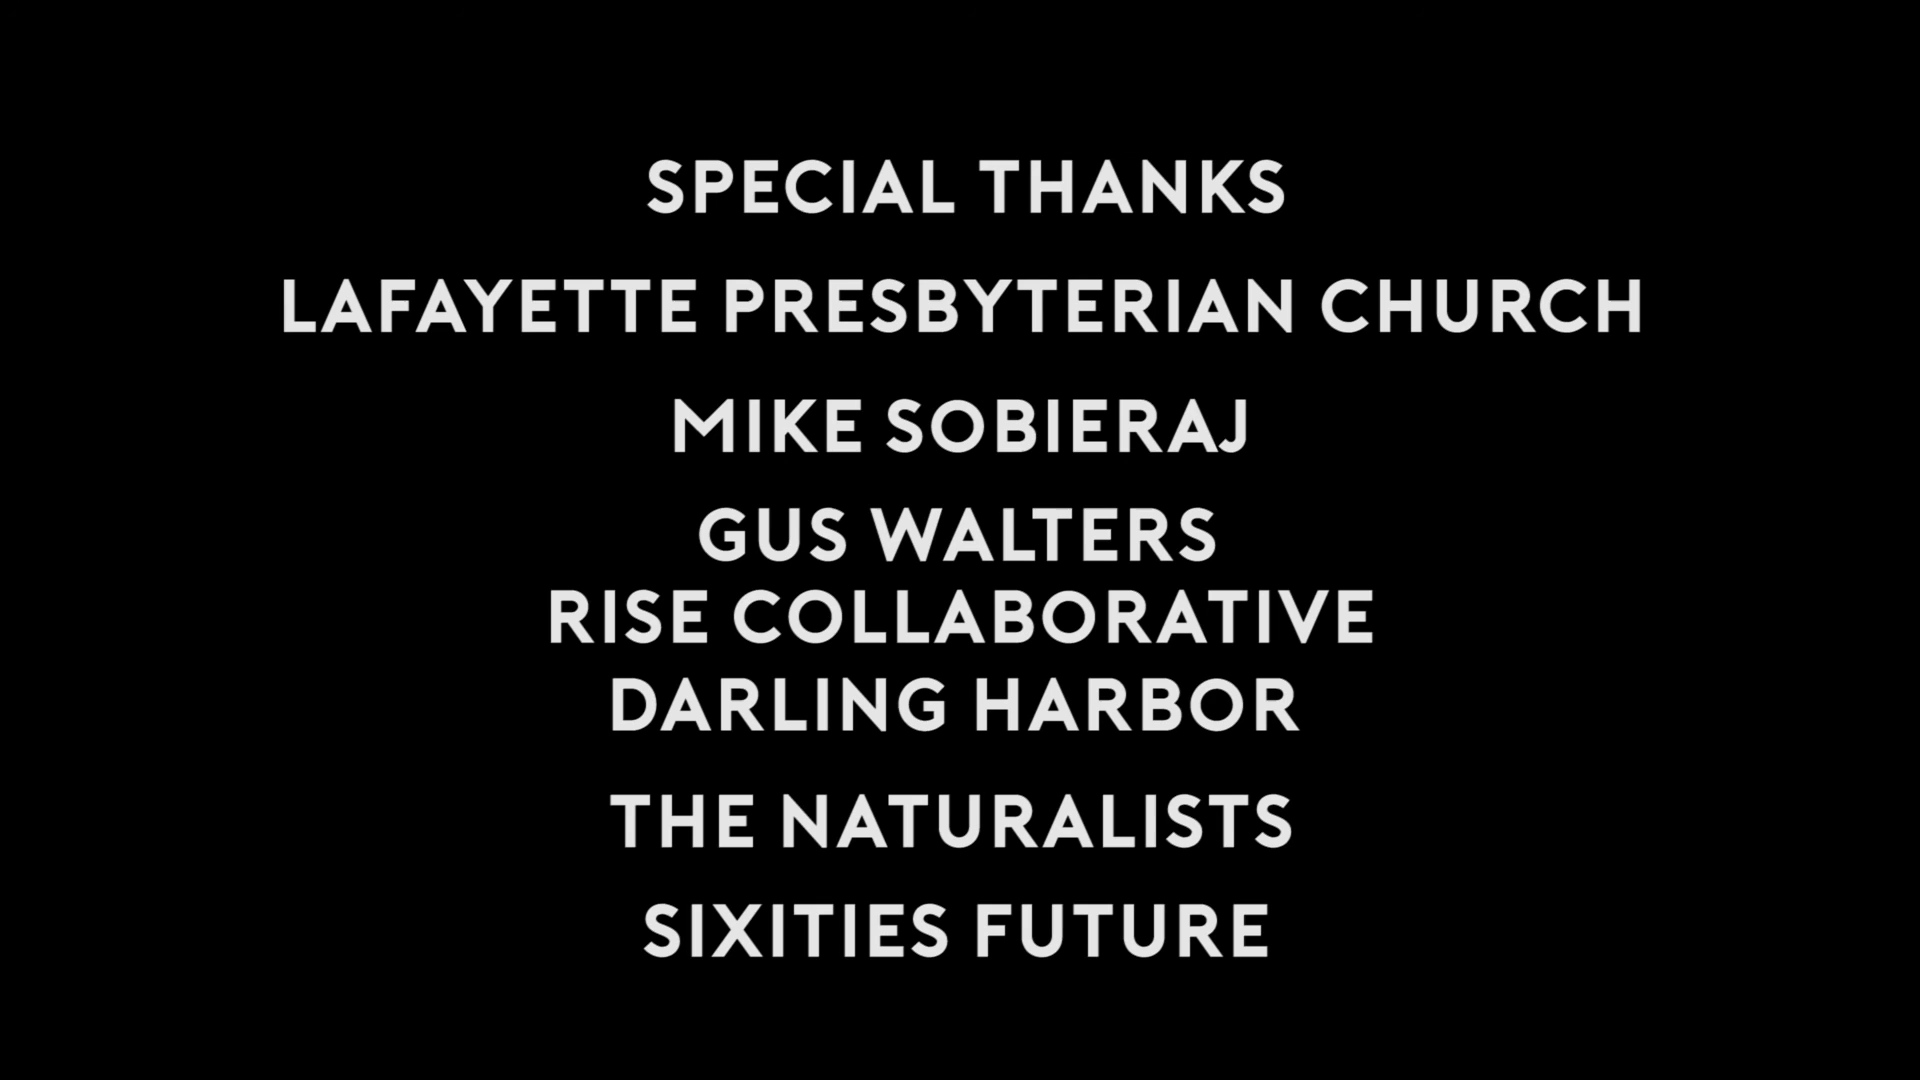 SPECIAL THANKS
LAFAYETTE PRESBYTERIAN CHURCH
MIKE SOBIERAJ
GUS WALTERS
RISE COLLABORATIVE
DARLING HARBOR
THE NATURALISTS
SIXITIES FUTURE